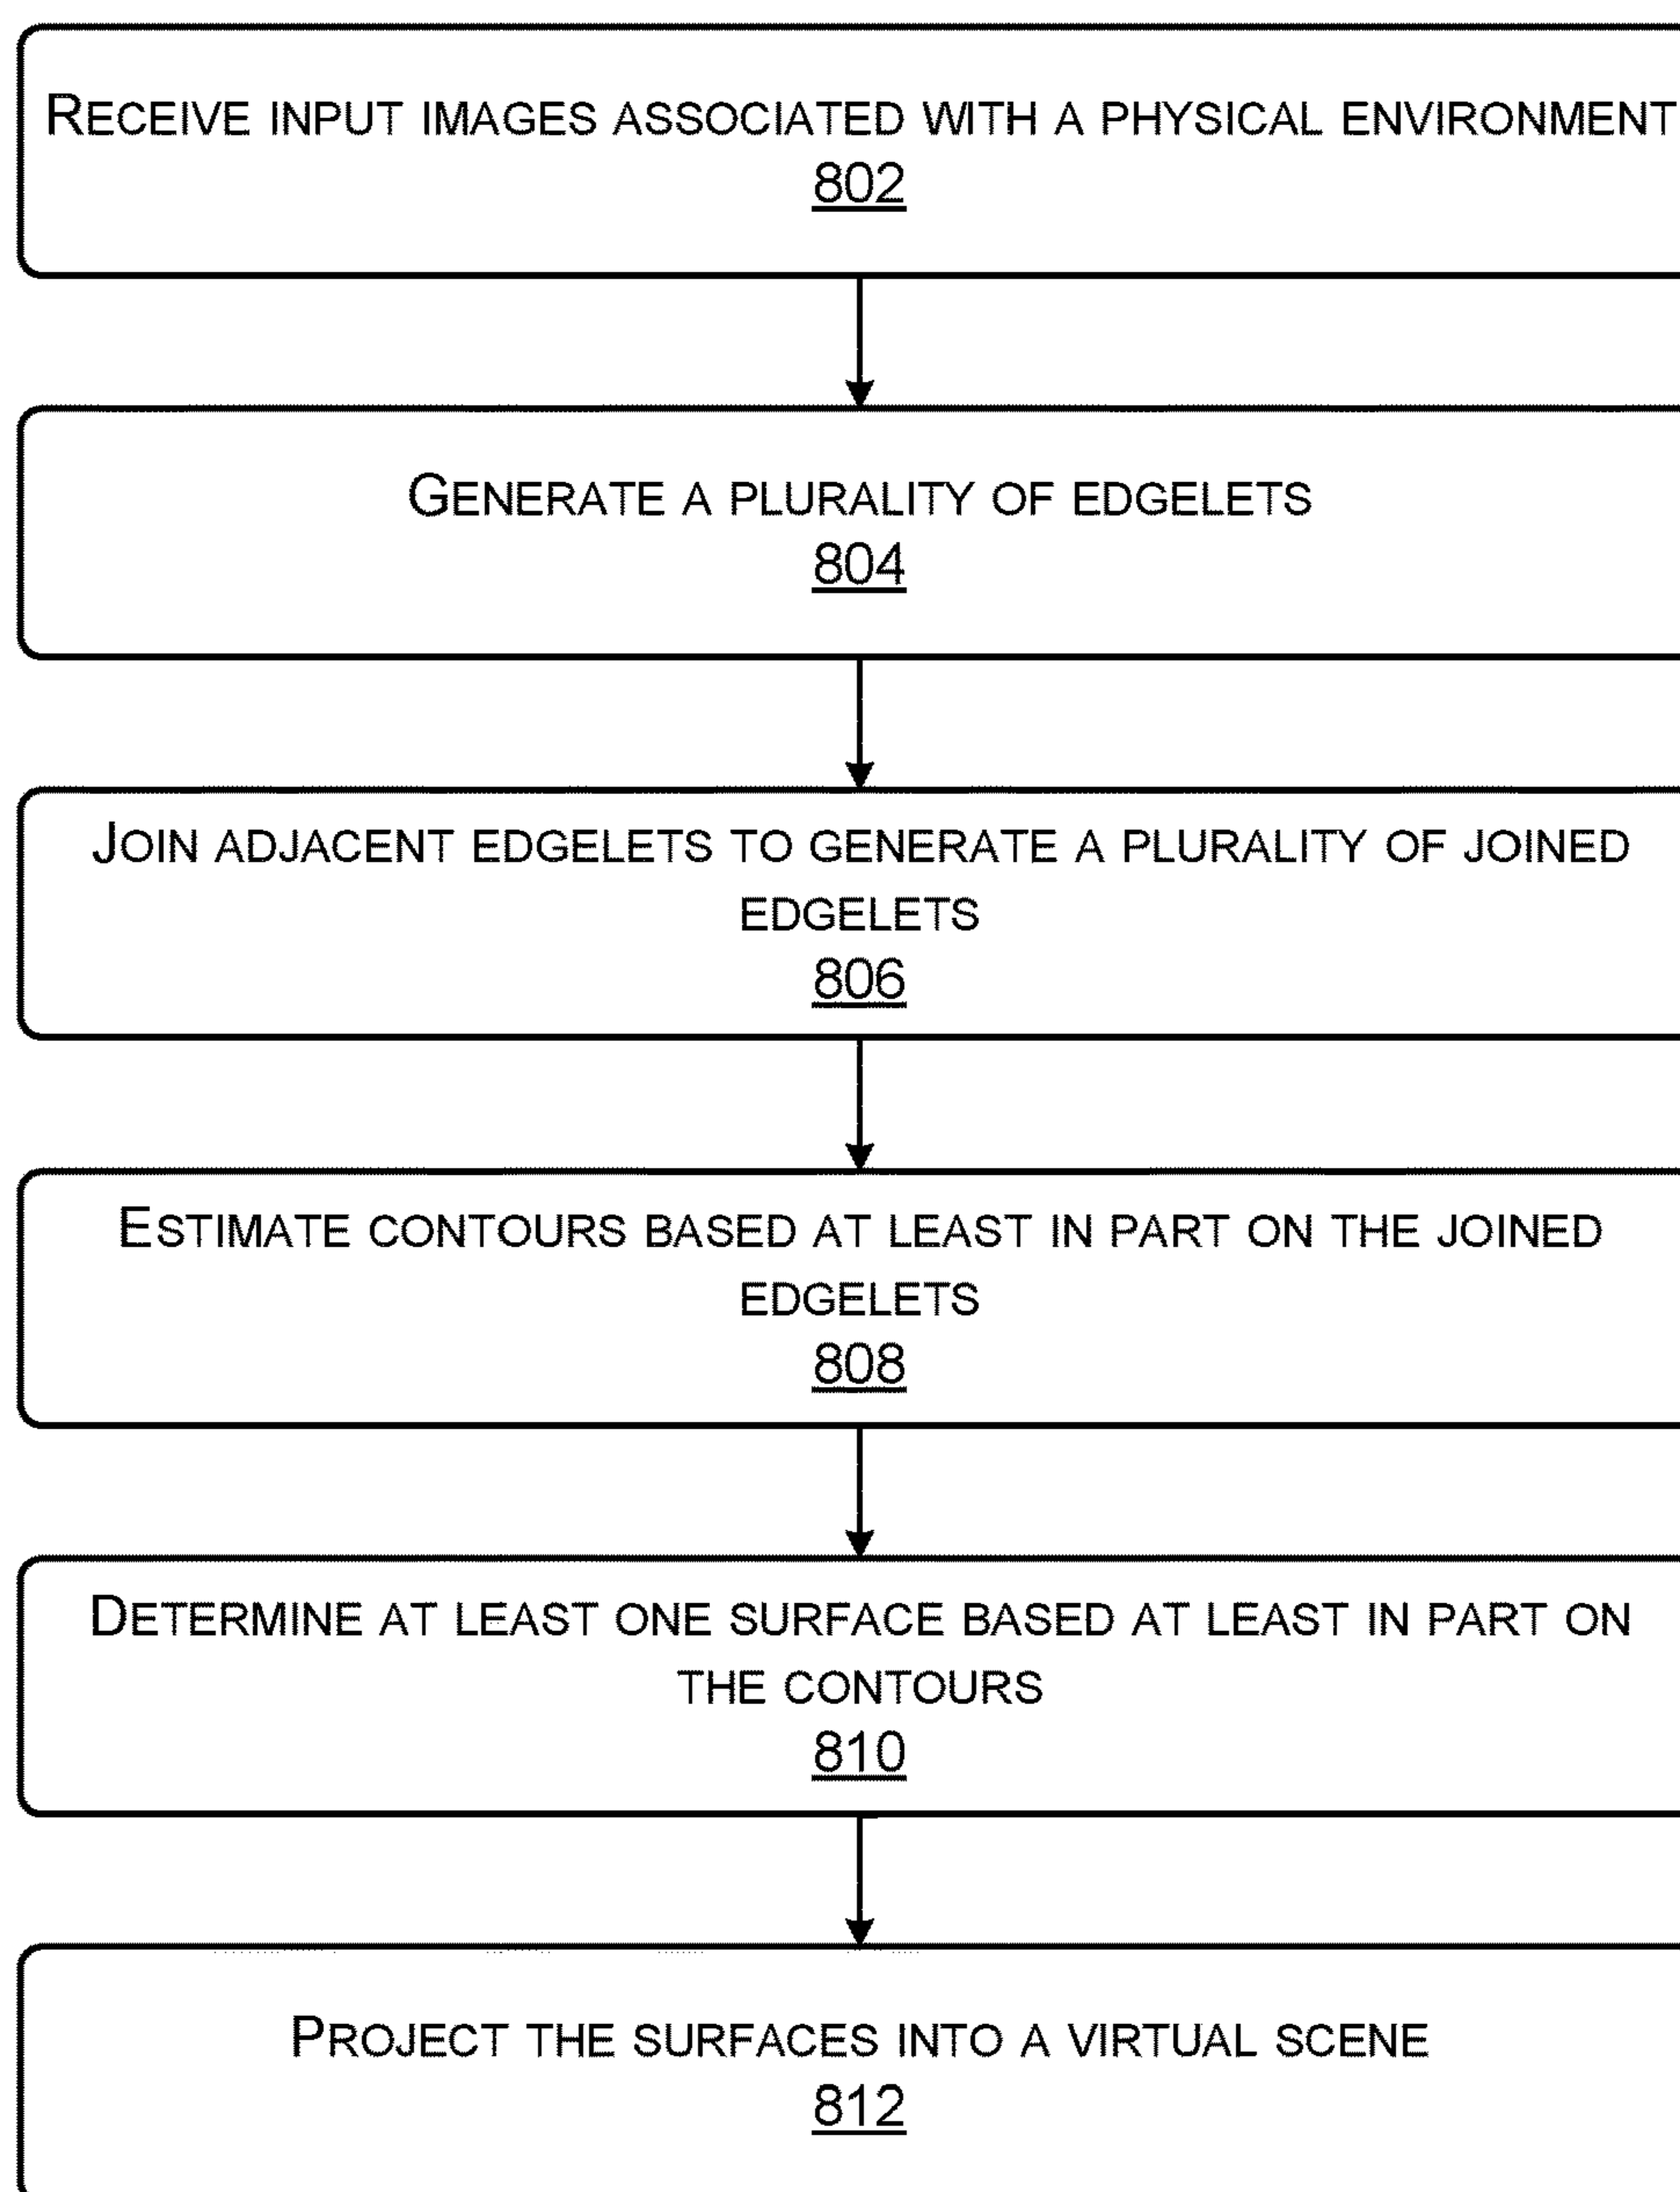 RECEIVE INPUT IMAGES ASSOCIATED WITH A PHYSICAL ENVIRONMENT
802
GENERATE A PLURALITY OF EDGELETS
804
JOIN ADJACENT EDGELETS TO GENERATE A PLURALITY OF JOINED
EDGELETS
806
ESTIMATE CONTOURS BASED AT LEAST IN PART ON THE JOINED
EDGELETS
808
DETERMINE AT LEAST ONE SURFACE BASED AT LEAST IN PART ON
THE CONTOURS
810
PROJECT THE SURFACES INTO A VIRTUAL SCENE
812